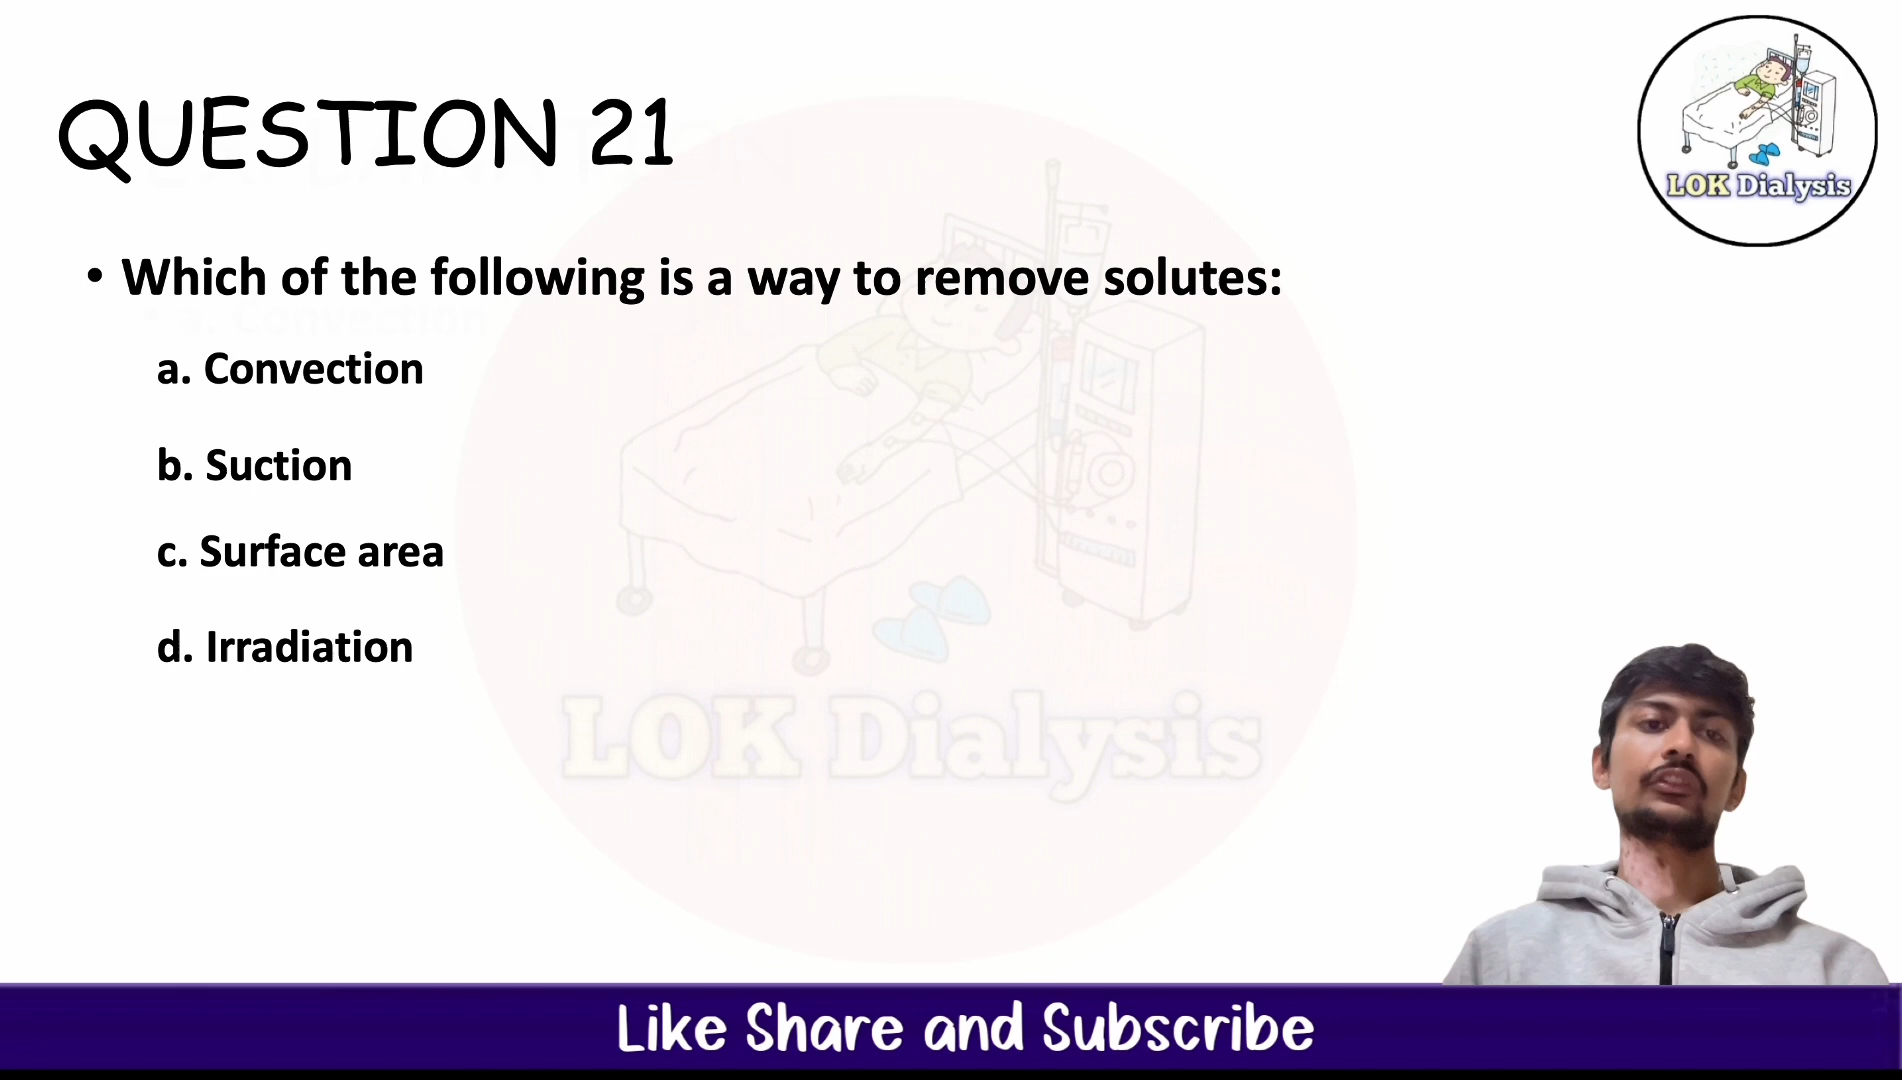 QUESTION 21
LOK Dialysis
• Which of the following is a way to remove solutes:
a. Convection
a. Convection
b. Suction
c. Surface area
d. Irradiation
LOK Dialysis
Like Share and Subscribe